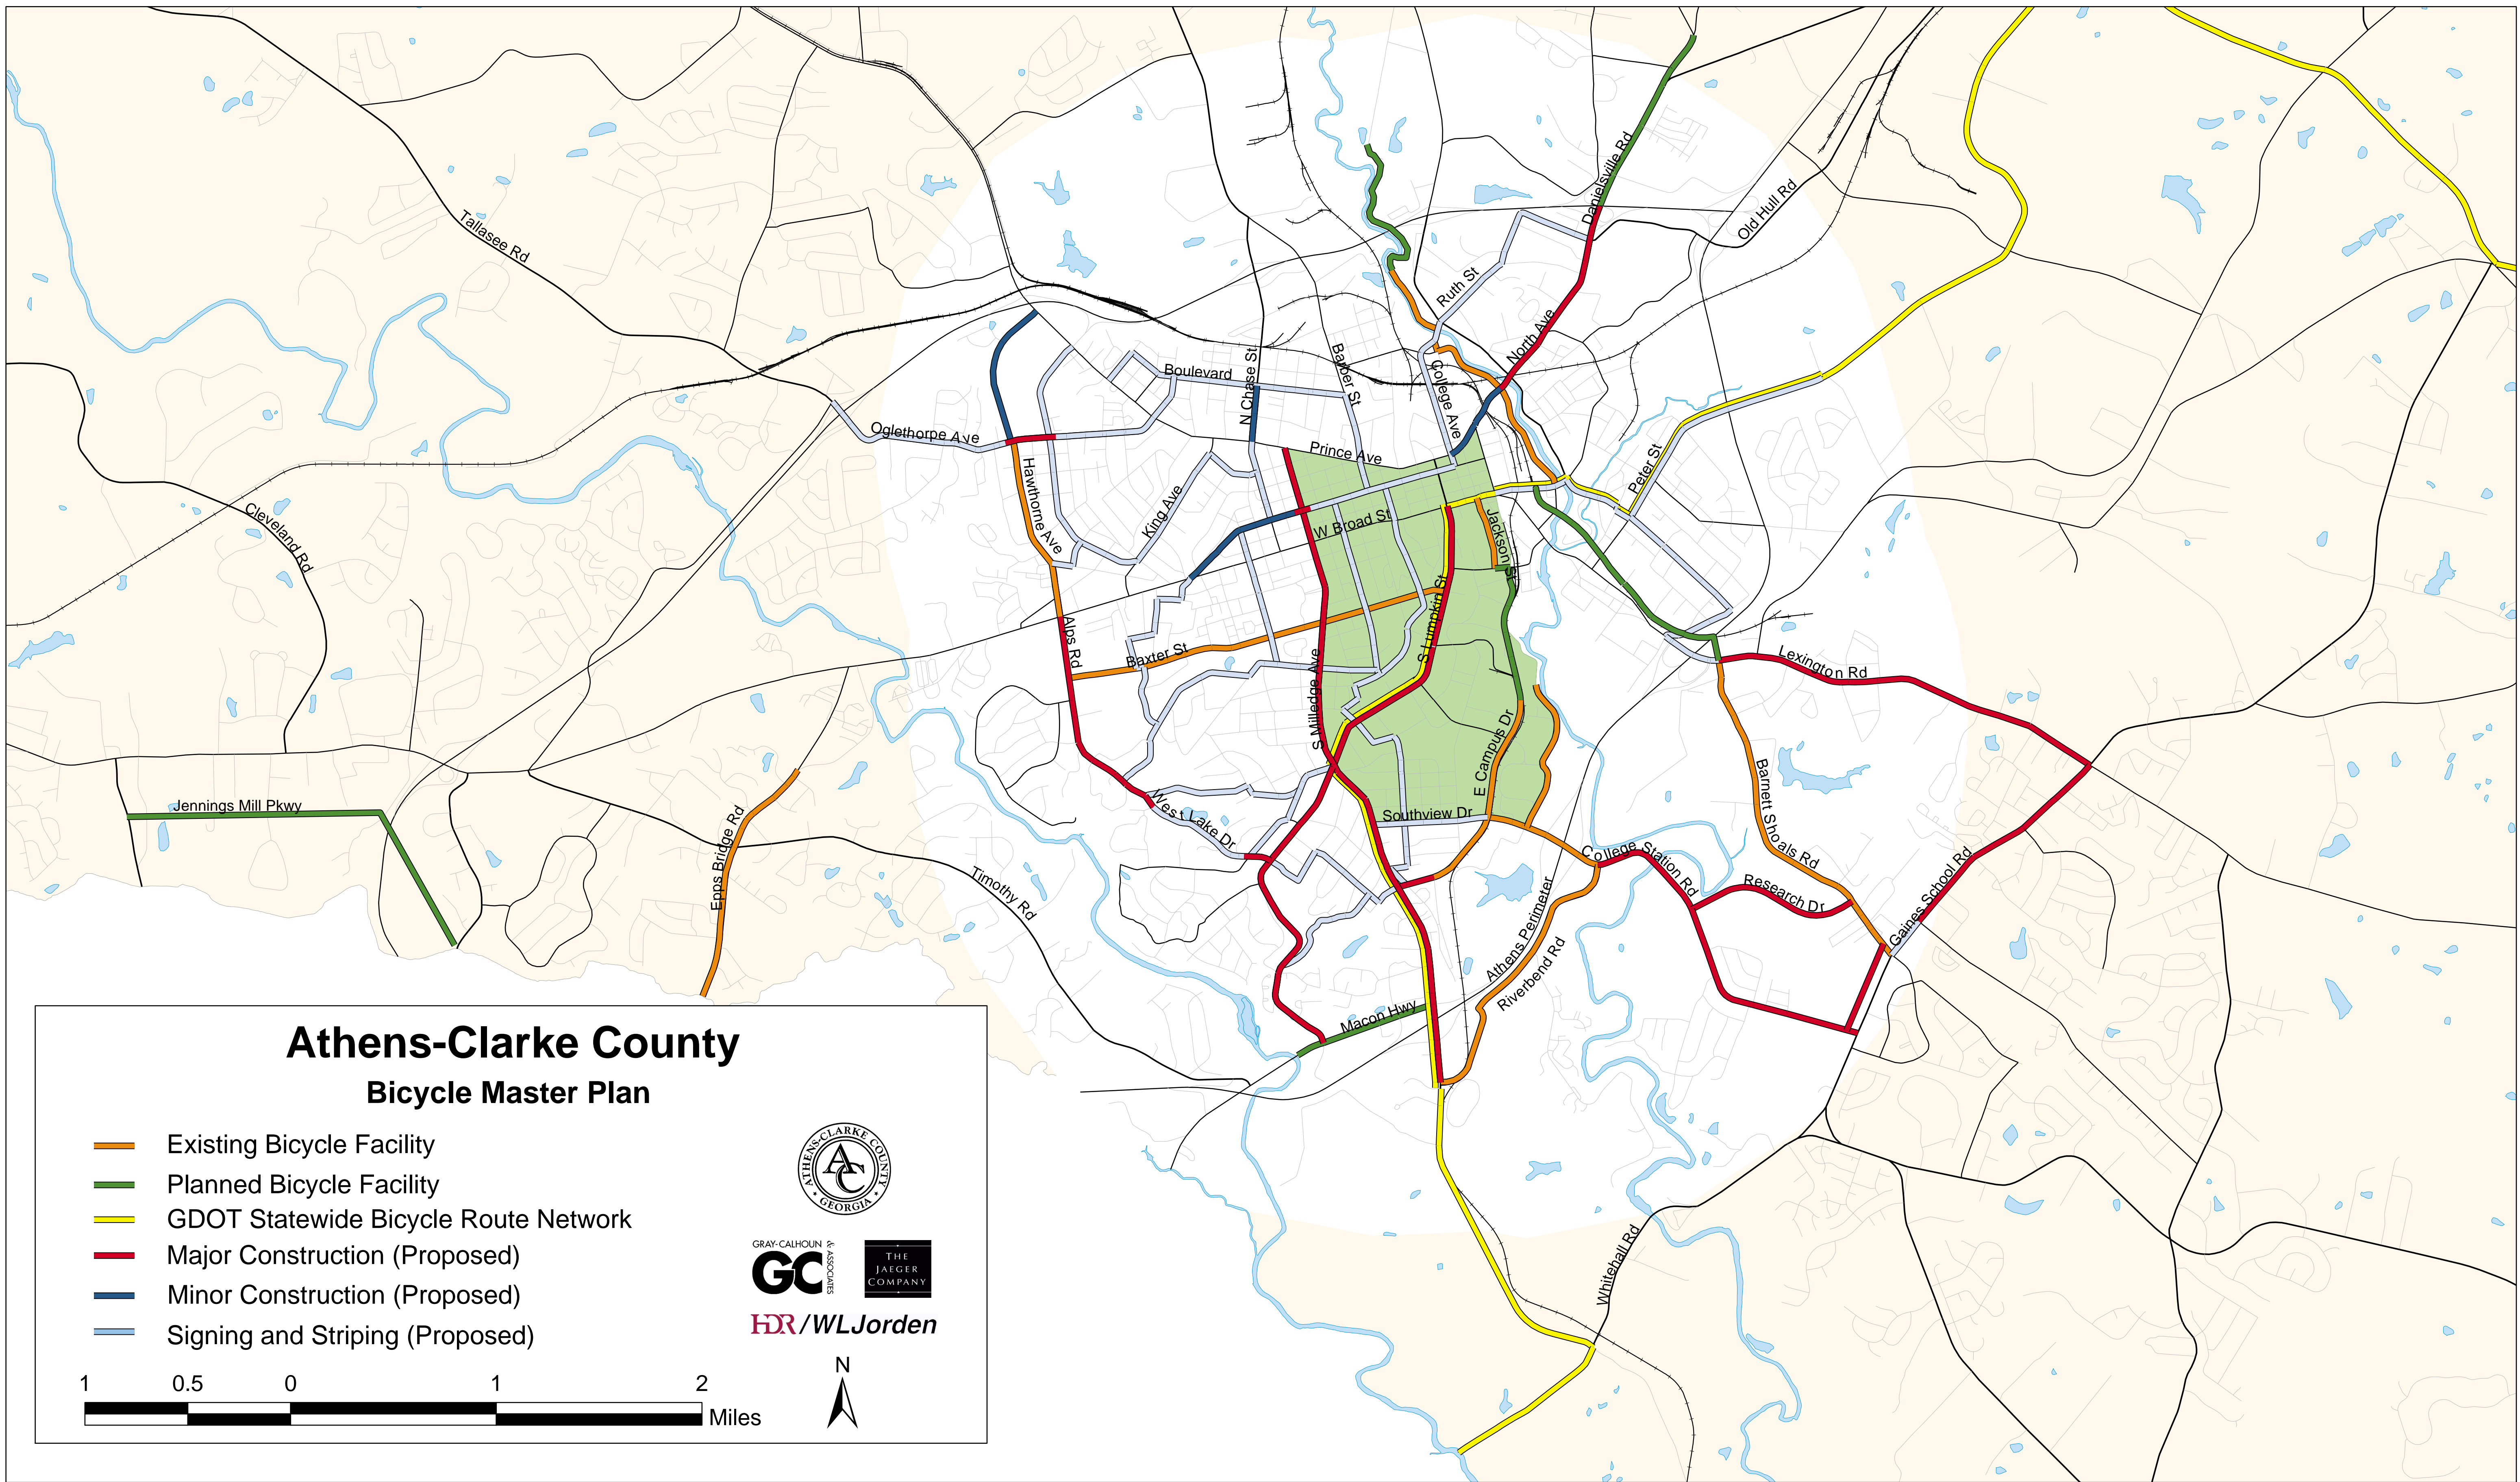 Danielsville Rd
Old Hull Rd
Tallasee Rd
Ruth St
North Ave
Boulevard
N Chase St
Barber St
College Ave
Oglethorpe Ave
Prince Ave
Hawthorne Ave
King Ave
Peter St
Cleveland Rd
W Broad St
Jackson St
S Lumpkin St
Alps Rd
Baxter St
S Milledge Ave
Lexington Rd
E Campus Dr
Barnett Shoals Rd
Jennings Mill Pkwy
Epps Bridge Rd
West Lake Dr
Southview Dr
College Station Rd
Research Dr
Gaines School Rd
Timothy Rd
Athens Perimeter
Riverbend Rd
Macon Hwy
Whitehall Rd
Athens-Clarke County
Bicycle Master Plan
Existing Bicycle Facility
Planned Bicycle Facility
GDOT Statewide Bicycle Route Network
Major Construction (Proposed)
Minor Construction (Proposed)
Signing and Striping (Proposed)
ATHENS-CLARKE COUNTY
AC
GEORGIA
GRAY-CALHOUN
& ASSOCIATES
GC
THE
JAEGER
COMPANY
HDR/WLJorden
N
1 0.5 0 1 2
Miles